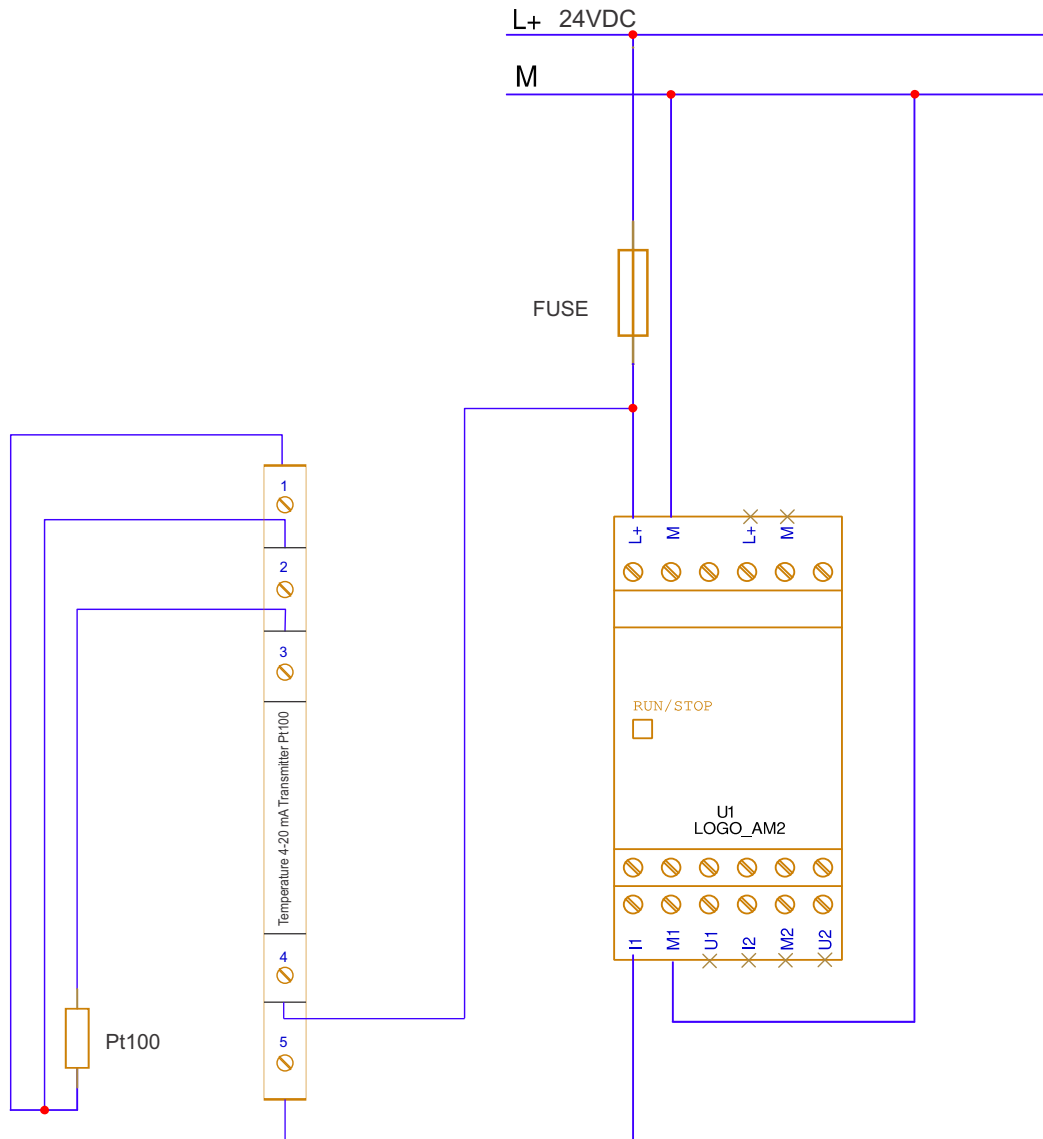 L+ 24VDC
M
FUSE
1
2
3
Temperature 4-20 mA Transmitter Pt100
4
5
Pt100
L+ M L+ M
RUN/STOP
U1
LOGO_AM2
I1 M1 U1 I2 M2 U2